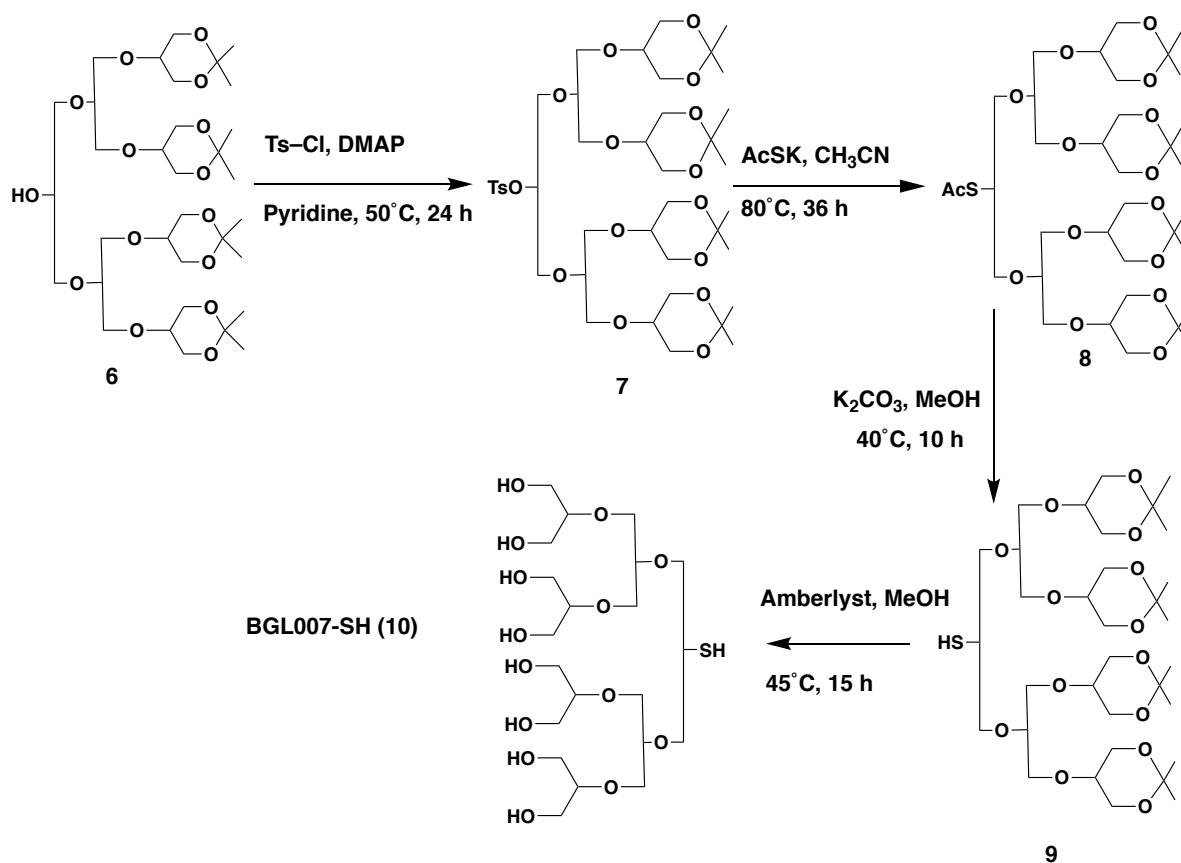 Ts–Cl, DMAP
Pyridine, 50°C, 24 h
HO
O
O
O
O
O
O
O
O
O
O
O
O
O
O
6
AcSK, CH₃CN
80°C, 36 h
TsO
O
O
O
O
O
O
O
O
O
O
O
O
O
O
7
AcS
O
O
O
O
O
O
O
O
O
O
O
O
O
O
8
K₂CO₃, MeOH
40°C, 10 h
HS
O
O
O
O
O
O
O
O
O
O
O
O
O
O
9
Amberlyst, MeOH
45°C, 15 h
HO
HO
HO
HO
HO
HO
HO
HO
O
O
O
O
O
O
SH
BGL007-SH (10)